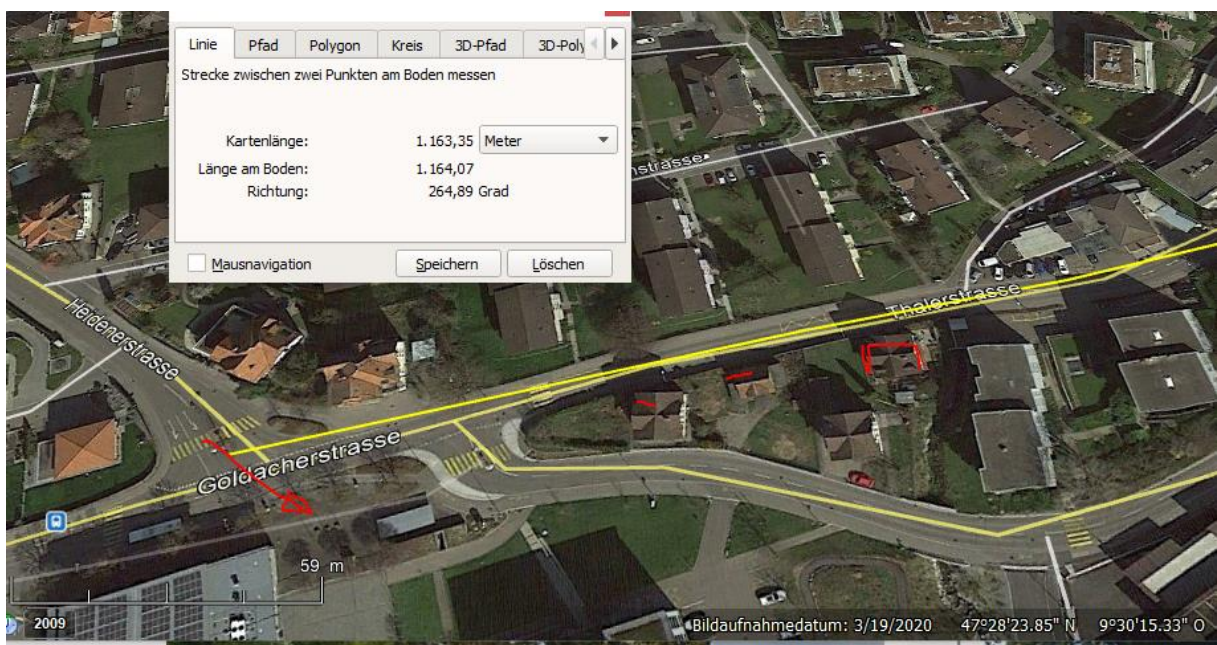 Linie Pfad Polygon Kreis 3D-Pfad 3D-Poly
Strecke zwischen zwei Punkten am Boden messen
Kartenlänge: 1.163,35 Meter
Länge am Boden: 1.164,07
Richtung: 264,89 Grad
Mausnavigation Speichern Löschen
nstrasse
Heidenerstrasse
Thalerstrasse
Goldacherstrasse
59 m
2009 Bildaufnahmedatum: 3/19/2020 47°28'23.85" N 9°30'15.33" O